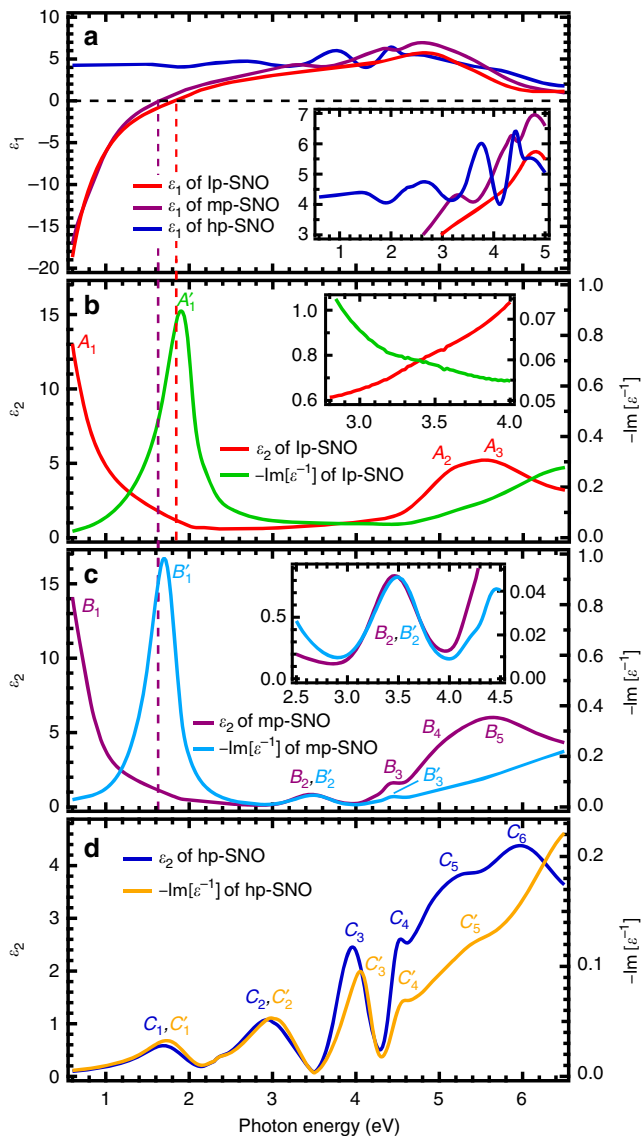 10
5
0
−5
−10
−15
−20
ε1
a
ε1 of lp-SNO
ε1 of mp-SNO
ε1 of hp-SNO
7
6
5
4
3
1 2 3 4 5
15
10
5
0
ε2
b
A1
A′1
A2
A3
ε2 of lp-SNO
−Im[ε−1] of lp-SNO
1.0
0.8
0.6
0.07
0.06
0.05
3.0 3.5 4.0
1.0
0.8
0.6
0.4
0.2
0.0
−Im [ε−1]
15
10
5
0
ε2
c
B1
B′1
B2,B′2
B3
B′3
B4
B5
ε2 of mp-SNO
−Im[ε−1] of mp-SNO
0.5
0.0
B2,B′2
0.04
0.02
0.00
2.5 3.0 3.5 4.0 4.5
1.0
0.8
0.6
0.4
0.2
0.0
−Im [ε−1]
4
3
2
1
0
ε2
d
ε2 of hp-SNO
−Im[ε−1] of hp-SNO
C1,C′1
C2,C′2
C3
C′3
C4
C′4
C5
C′5
C6
0.2
0.1
0.0
−Im [ε−1]
1 2 3 4 5 6
Photon energy (eV)